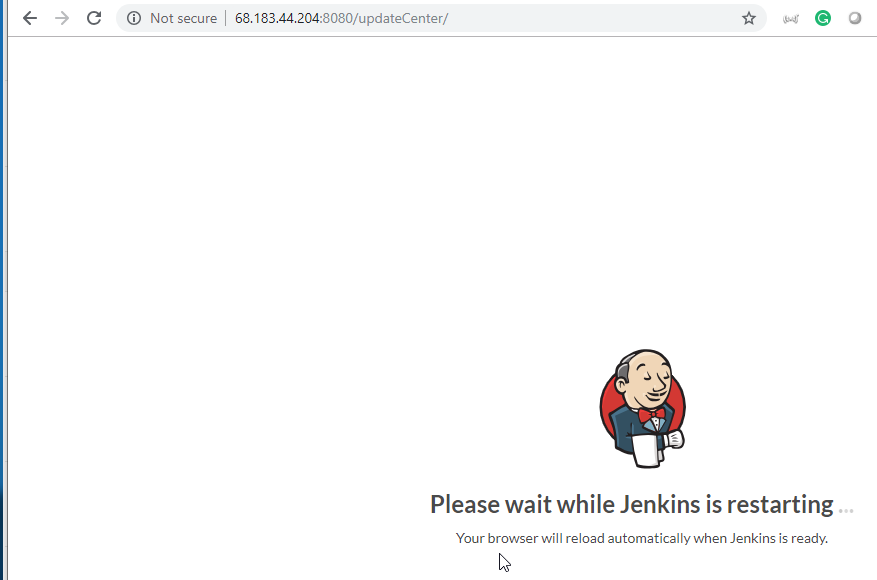 Not secure | 68.183.44.204:8080/updateCenter/
G
Please wait while Jenkins is restarting ...
Your browser will reload automatically when Jenkins is ready.